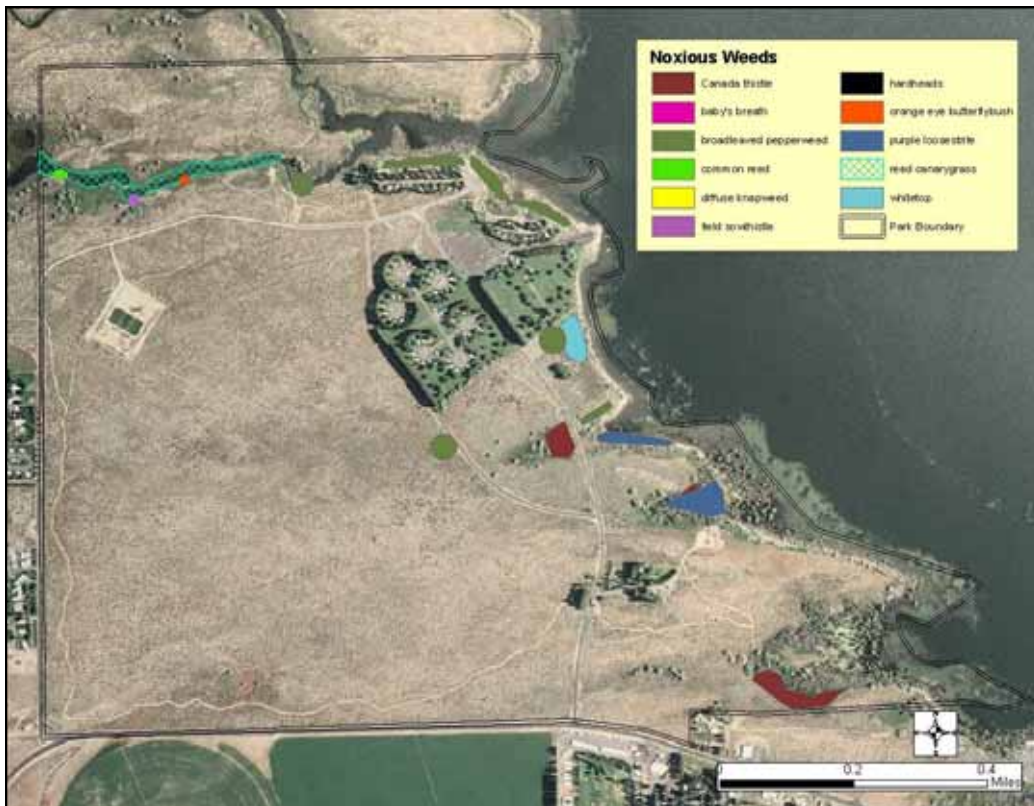 Noxious Weeds
Canada thistle
baby's breath
broadleaved pepperweed
common reed
diffuse knapweed
field sowthistle
hardheads
orange eye butterflybush
purple loosestrife
reed canarygrass
whitetop
Park Boundary
0 0.2 0.4
Miles